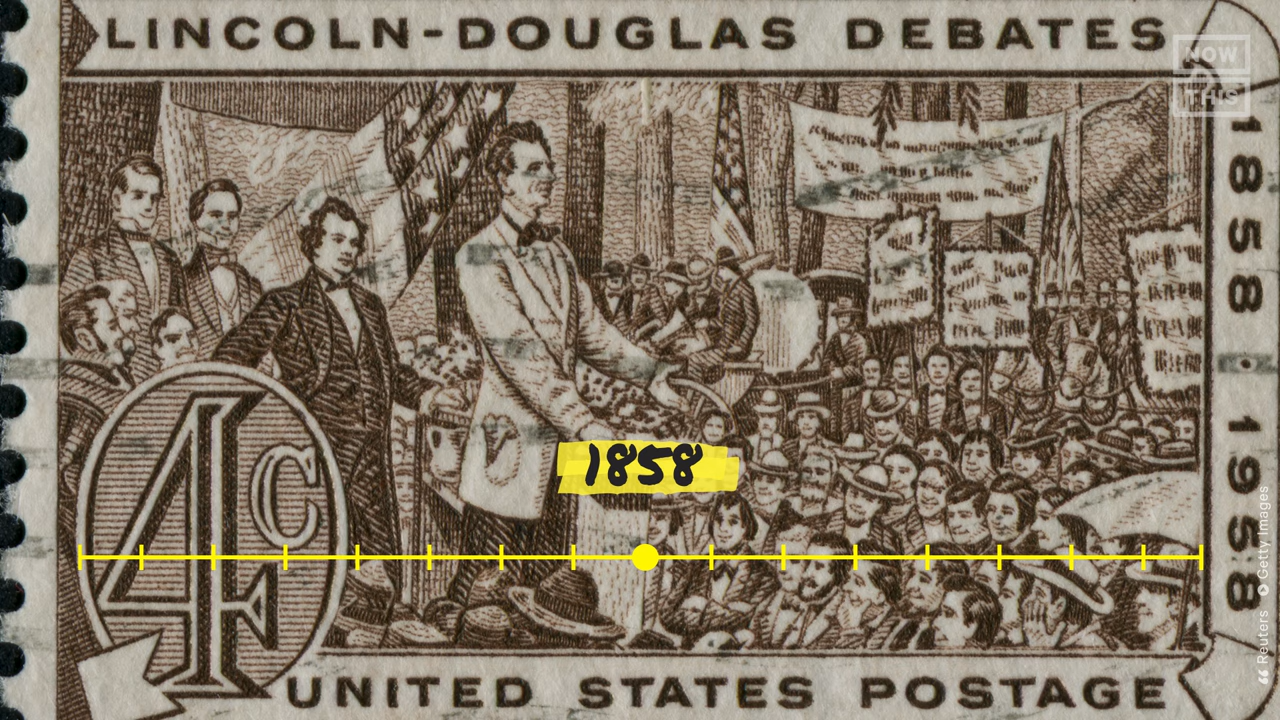 LINCOLN-DOUGLAS DEBATES
NOW
THIS
1858 · 1958
1858
4c
UNITED STATES POSTAGE
Reuters Getty Images